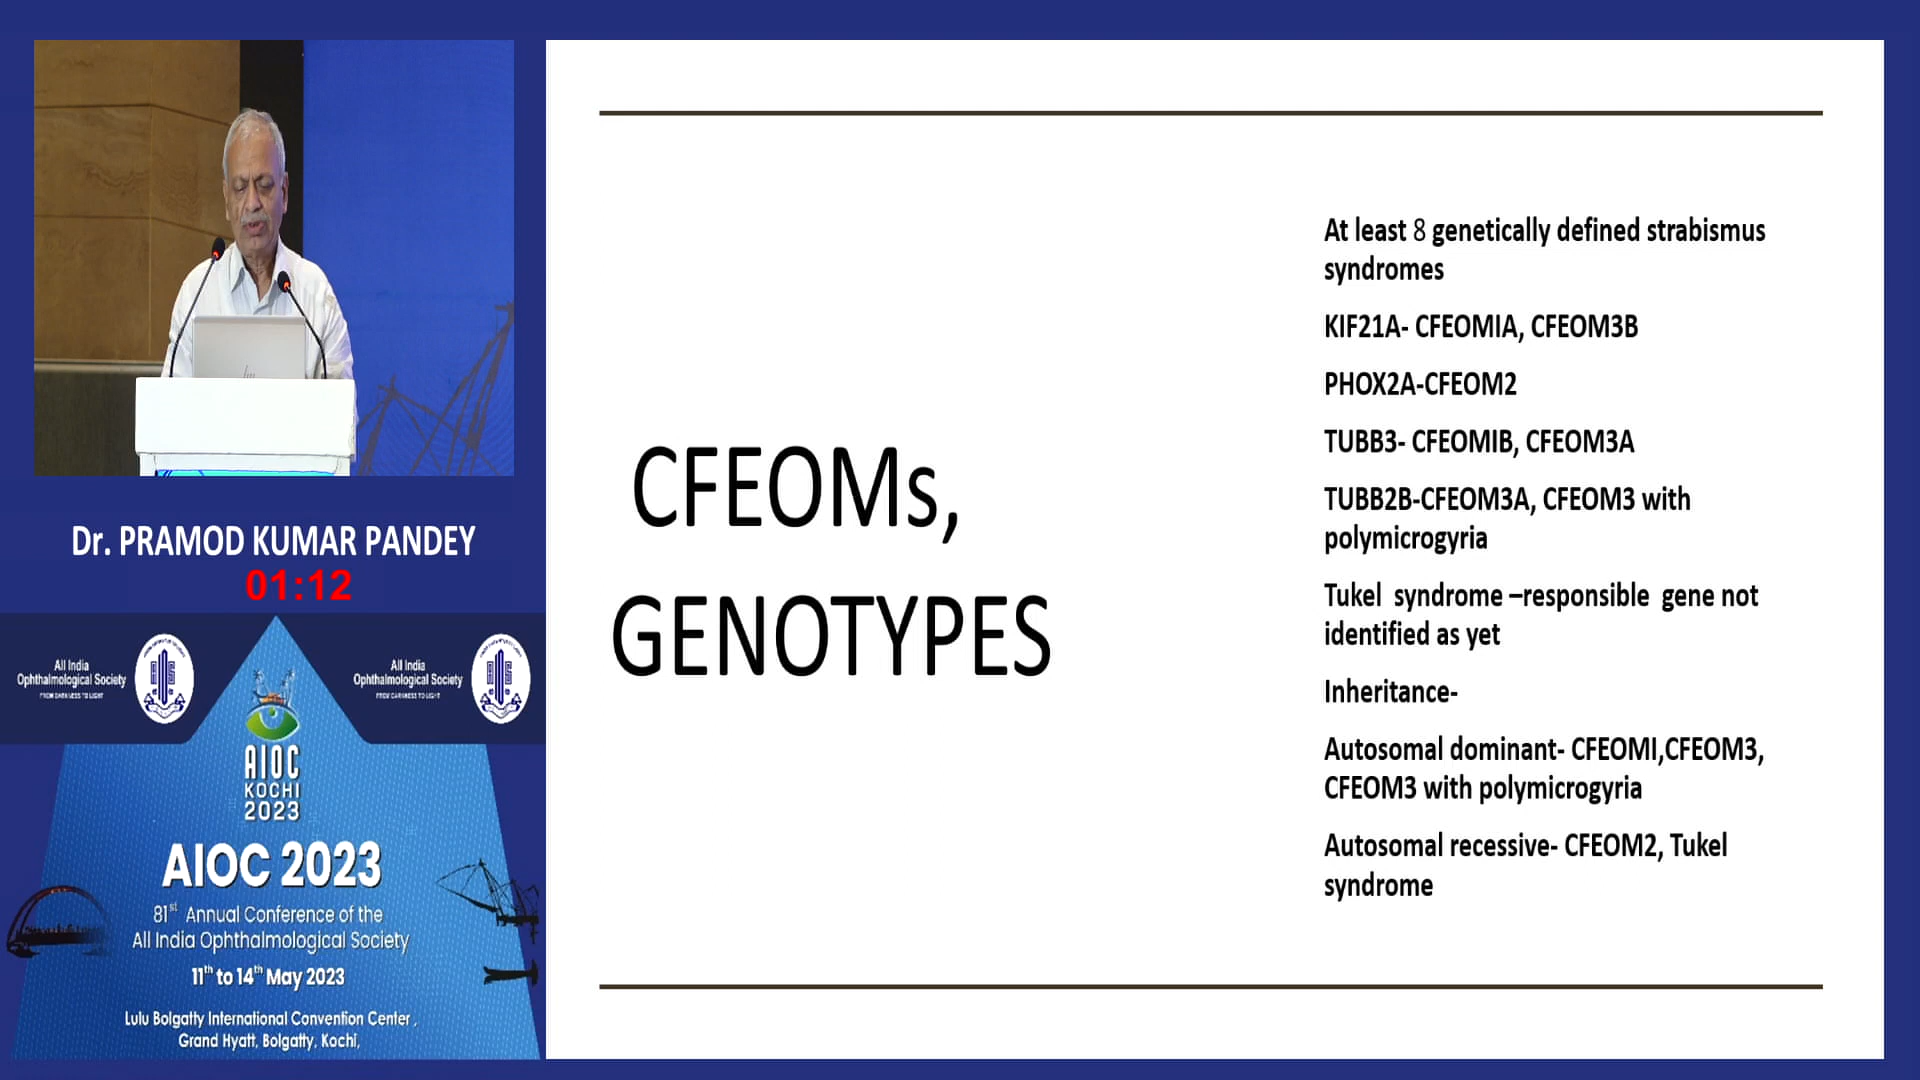 Dr. PRAMOD KUMAR PANDEY
01:12
All India
Ophthalmological Society
FROM DARKNESS TO LIGHT
All India
Ophthalmological Society
FROM DARKNESS TO LIGHT
AIOC
KOCHI
2023
AIOC 2023
81st Annual Conference of the
All India Ophthalmological Society
11th to 14th May 2023
Lulu Bolgatty International Convention Center ,
Grand Hyatt, Bolgatty, Kochi,
CFEOMs,
GENOTYPES
At least 8 genetically defined strabismus
syndromes
KIF21A- CFEOMIA, CFEOM3B
PHOX2A-CFEOM2
TUBB3- CFEOMIB, CFEOM3A
TUBB2B-CFEOM3A, CFEOM3 with
polymicrogyria
Tukel syndrome –responsible gene not
identified as yet
Inheritance-
Autosomal dominant- CFEOMI,CFEOM3,
CFEOM3 with polymicrogyria
Autosomal recessive- CFEOM2, Tukel
syndrome